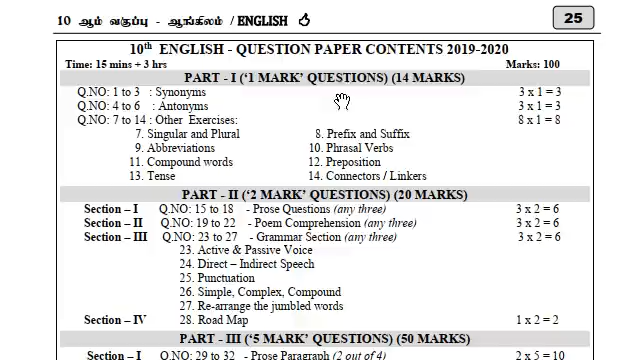 10 ஆம் வகுப்பு - ஆங்கிலம் / ENGLISH
25
10th ENGLISH - QUESTION PAPER CONTENTS 2019-2020
Time: 15 mins + 3 hrs Marks: 100
PART - I ('1 MARK' QUESTIONS) (14 MARKS)
Q.NO: 1 to 3 : Synonyms 3 x 1 = 3
Q.NO: 4 to 6 : Antonyms 3 x 1 = 3
Q.NO: 7 to 14 : Other Exercises: 8 x 1 = 8
7. Singular and Plural 8. Prefix and Suffix
9. Abbreviations 10. Phrasal Verbs
11. Compound words 12. Preposition
13. Tense 14. Connectors / Linkers
PART - II ('2 MARK' QUESTIONS) (20 MARKS)
Section – I Q.NO: 15 to 18 - Prose Questions (any three) 3 x 2 = 6
Section – II Q.NO: 19 to 22 - Poem Comprehension (any three) 3 x 2 = 6
Section – III Q.NO: 23 to 27 - Grammar Section (any three) 3 x 2 = 6
23. Active & Passive Voice
24. Direct – Indirect Speech
25. Punctuation
26. Simple, Complex, Compound
27. Re-arrange the jumbled words
Section – IV 28. Road Map 1 x 2 = 2
PART - III ('5 MARK' QUESTIONS) (50 MARKS)
Section – I Q.NO: 29 to 32 - Prose Paragraph (2 out of 4) 2 x 5 = 10